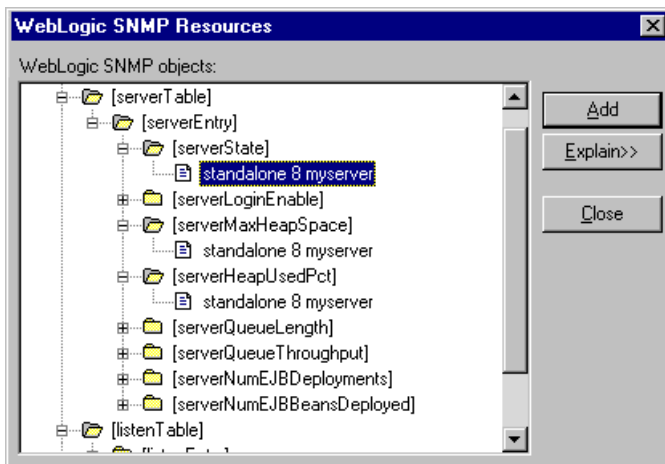 WebLogic SNMP Resources
WebLogic SNMP objects:
[serverTable]
[serverEntry]
[serverState]
standalone 8 myserver
[serverLoginEnable]
[serverMaxHeapSpace]
standalone 8 myserver
[serverHeapUsedPct]
standalone 8 myserver
[serverQueueLength]
[serverQueueThroughput]
[serverNumEJBDeployments]
[serverNumEJBBeansDeployed]
[listenTable]
Add
Explain>>
Close